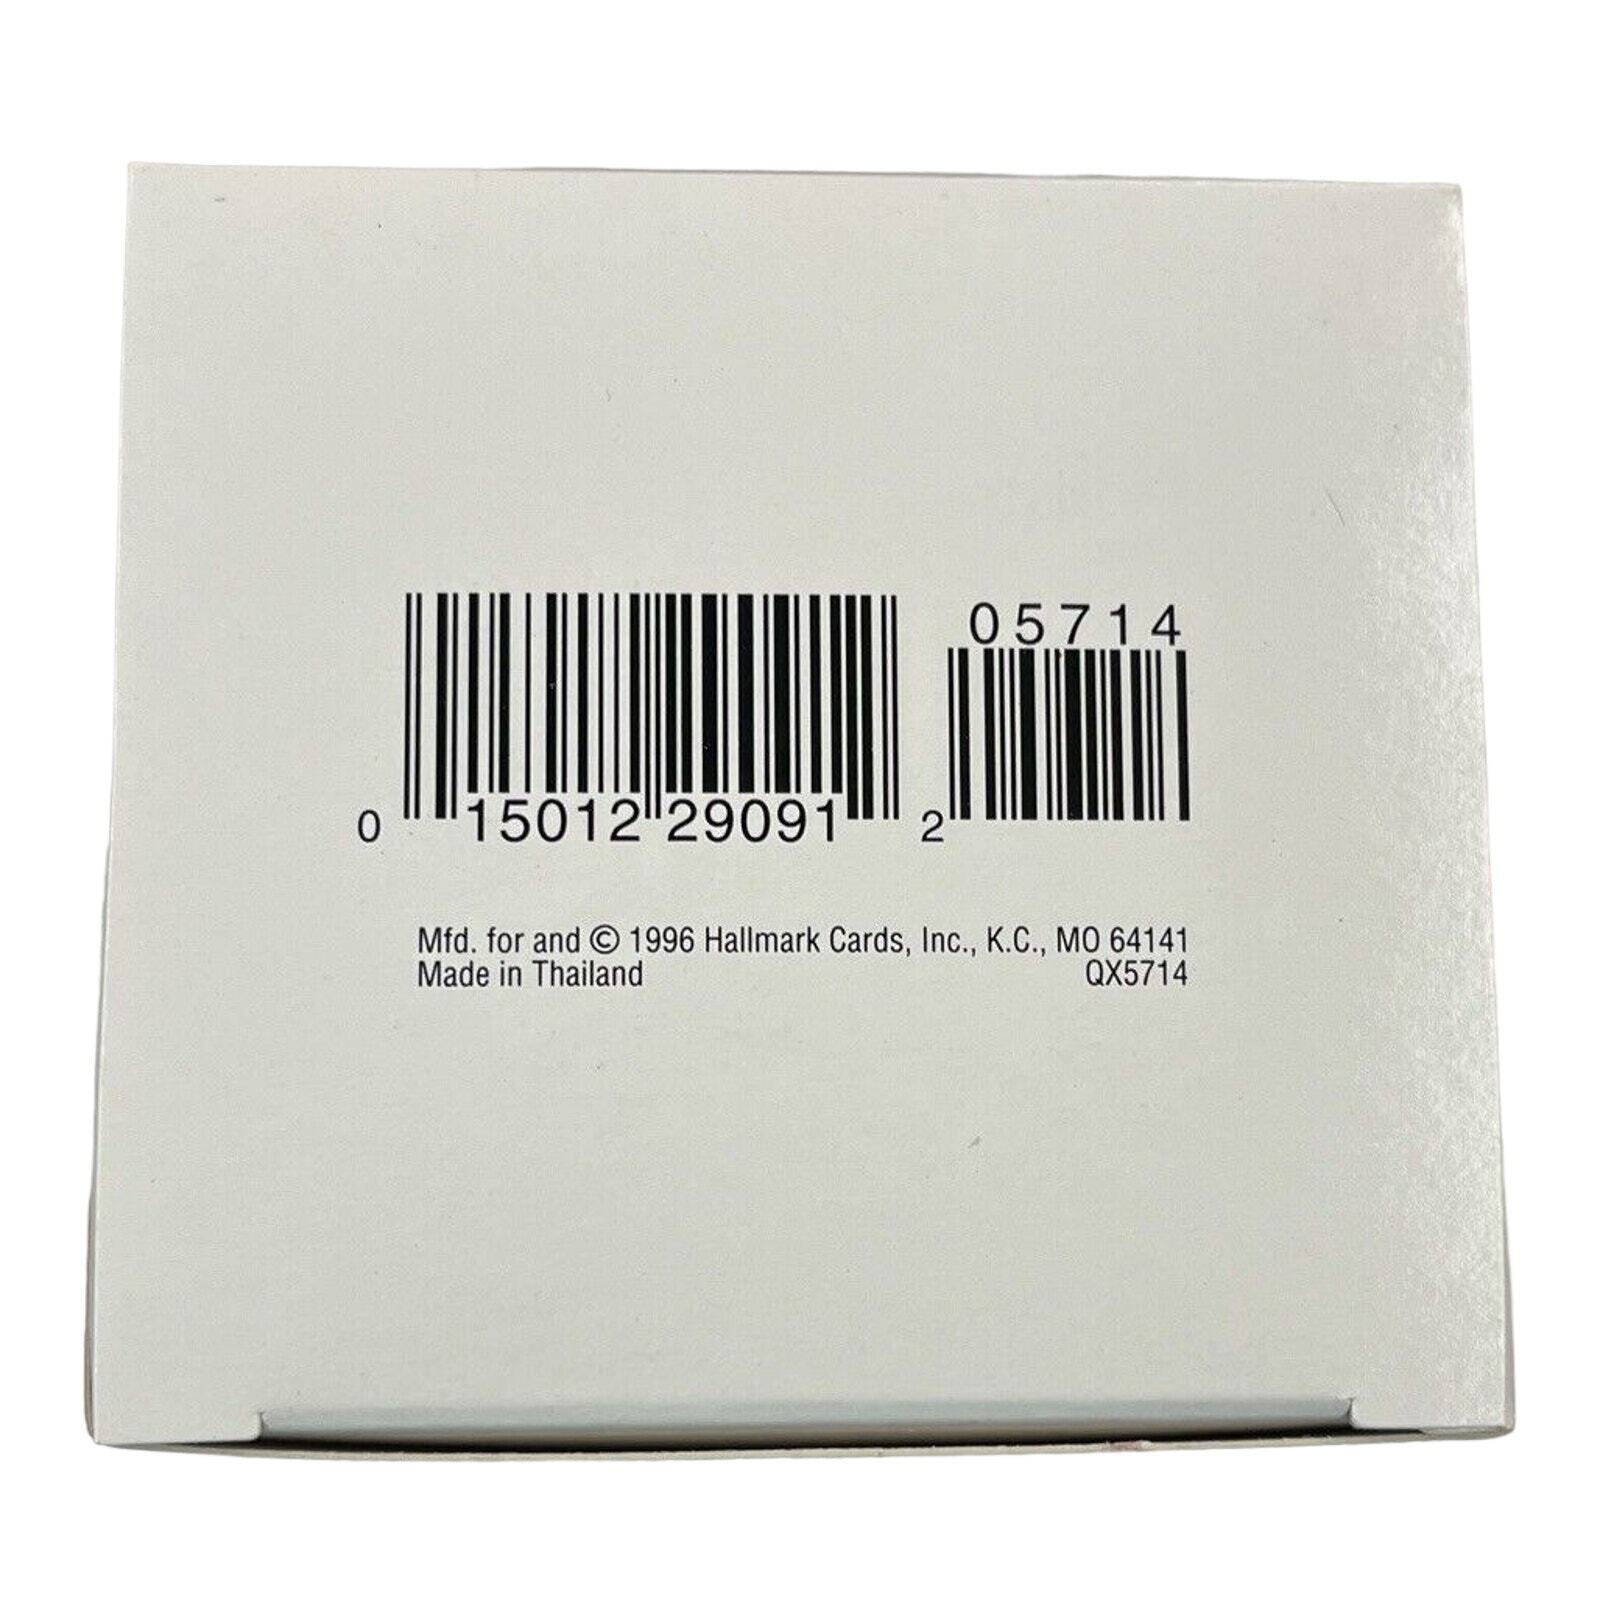 05714
0 15012 29091 2
Mfd. for and © 1996 Hallmark Cards, Inc., K.C., MO 64141
Made in Thailand QX5714